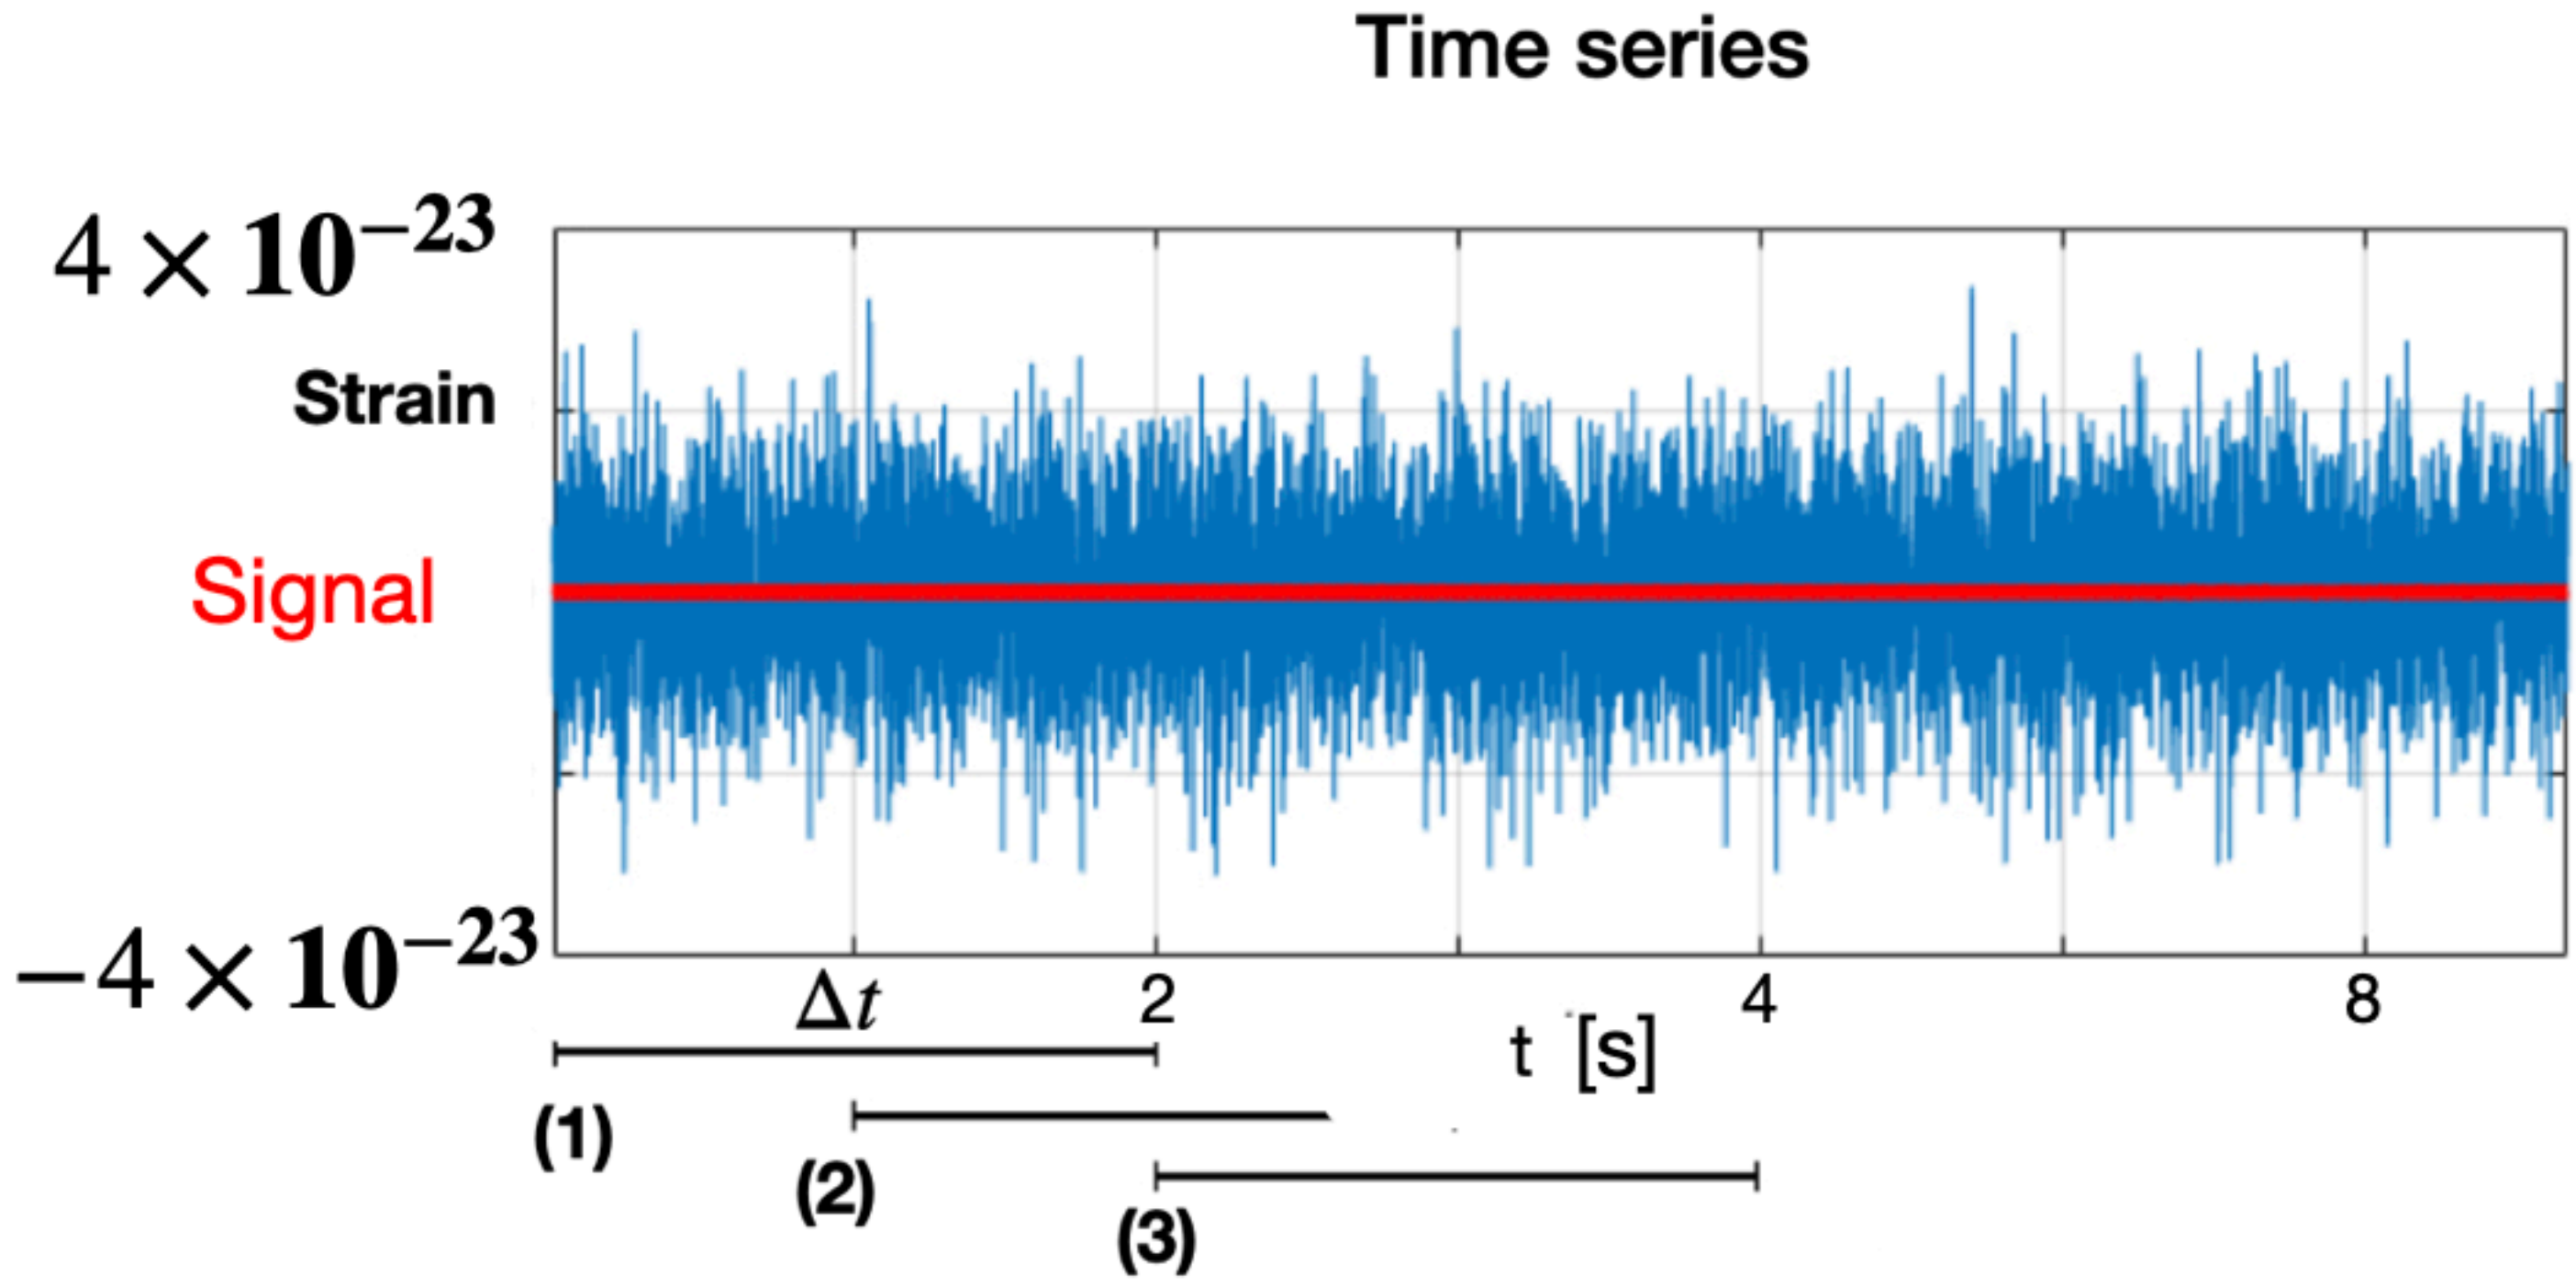 Time series
4 × 10⁻²³
Strain
Signal
−4 × 10⁻²³
Δt 2 4 8
t [s]
(1)
(2)
(3)